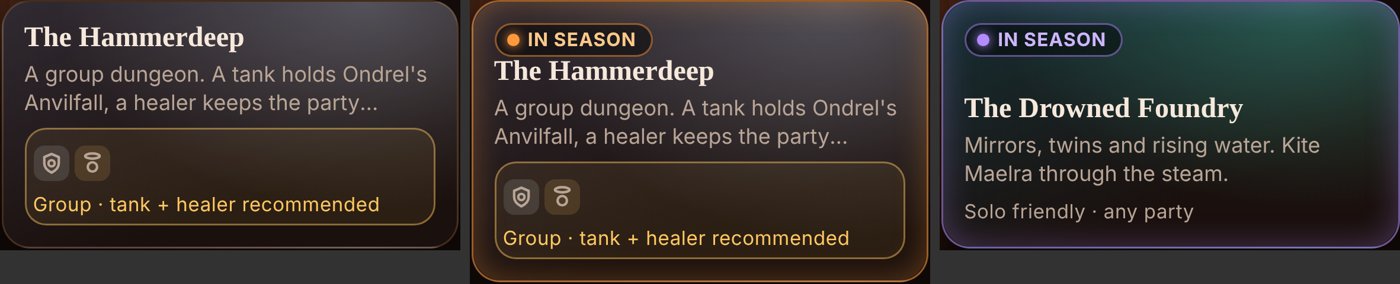 The Hammerdeep
A group dungeon. A tank holds Ondrel's
Anvilfall, a healer keeps the party...
Group · tank + healer recommended
IN SEASON
The Hammerdeep
A group dungeon. A tank holds Ondrel's
Anvilfall, a healer keeps the party...
Group · tank + healer recommended
IN SEASON
The Drowned Foundry
Mirrors, twins and rising water. Kite
Maelra through the steam.
Solo friendly · any party